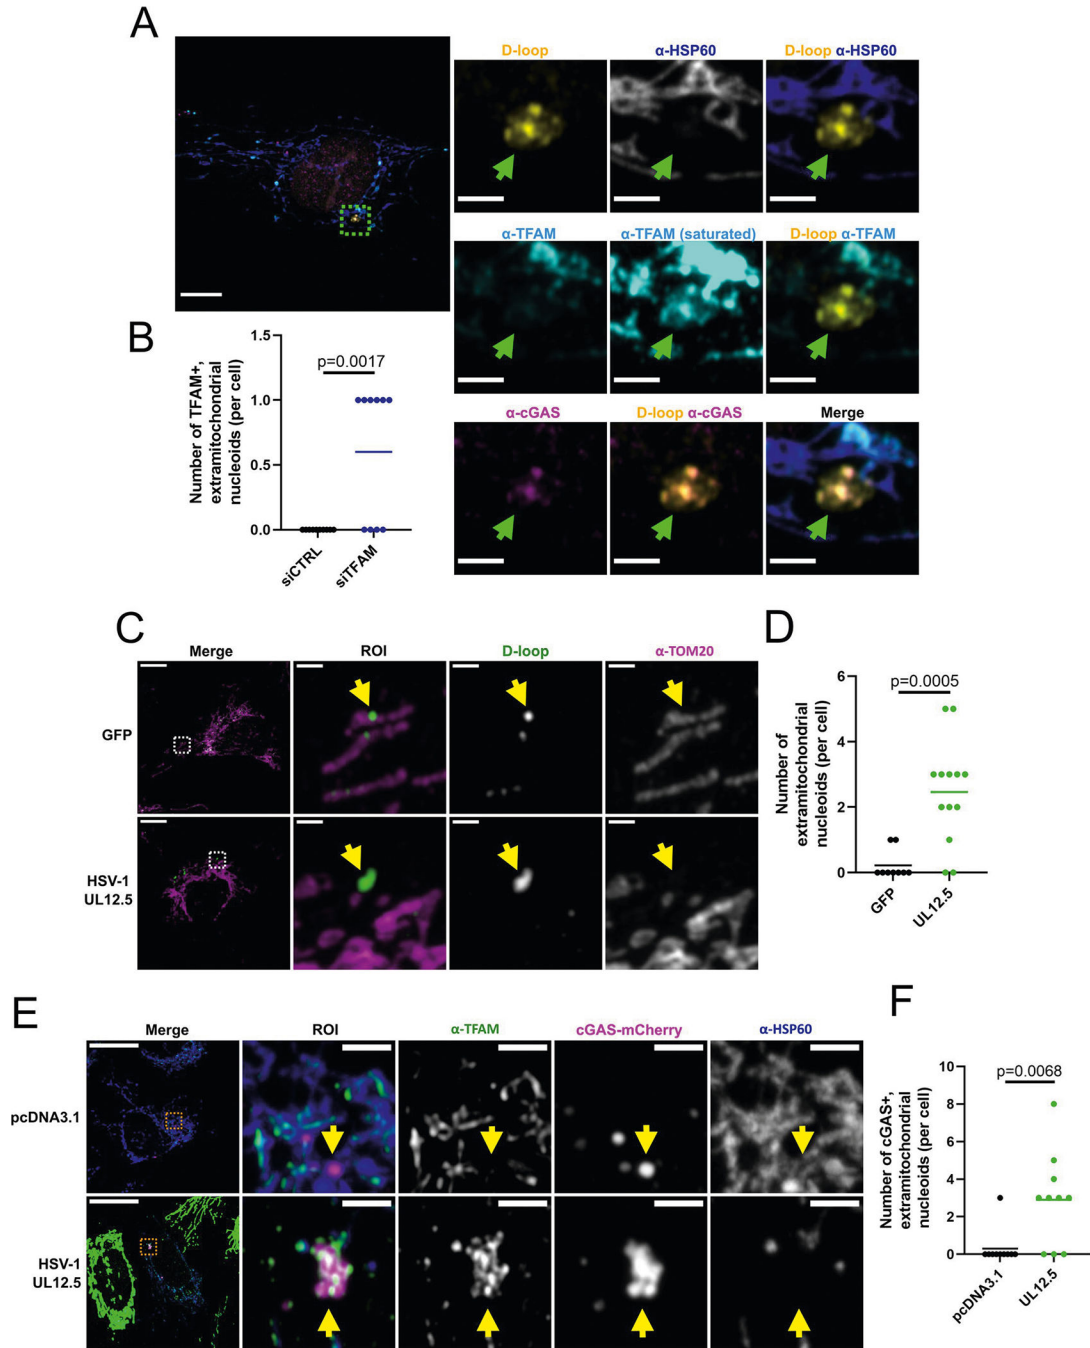 A
D-loop
α-HSP60
D-loop α-HSP60
α-TFAM
α-TFAM (saturated)
D-loop α-TFAM
α-cGAS
D-loop α-cGAS
Merge
B
Number of TFAM+,
extramitochondrial
nucleoids (per cell)
1.5
1.0
0.5
0.0
p=0.0017
siCTRL
siTFAM
C
Merge
ROI
D-loop
α-TOM20
GFP
HSV-1
UL12.5
D
Number of
extramitochondrial
nucleoids (per cell)
6
4
2
0
p=0.0005
GFP
UL12.5
E
Merge
ROI
α-TFAM
cGAS-mCherry
α-HSP60
pcDNA3.1
HSV-1
UL12.5
F
Number of cGAS+,
extramitochondrial
nucleoids (per cell)
10
8
6
4
2
0
p=0.0068
pcDNA3.1
UL12.5